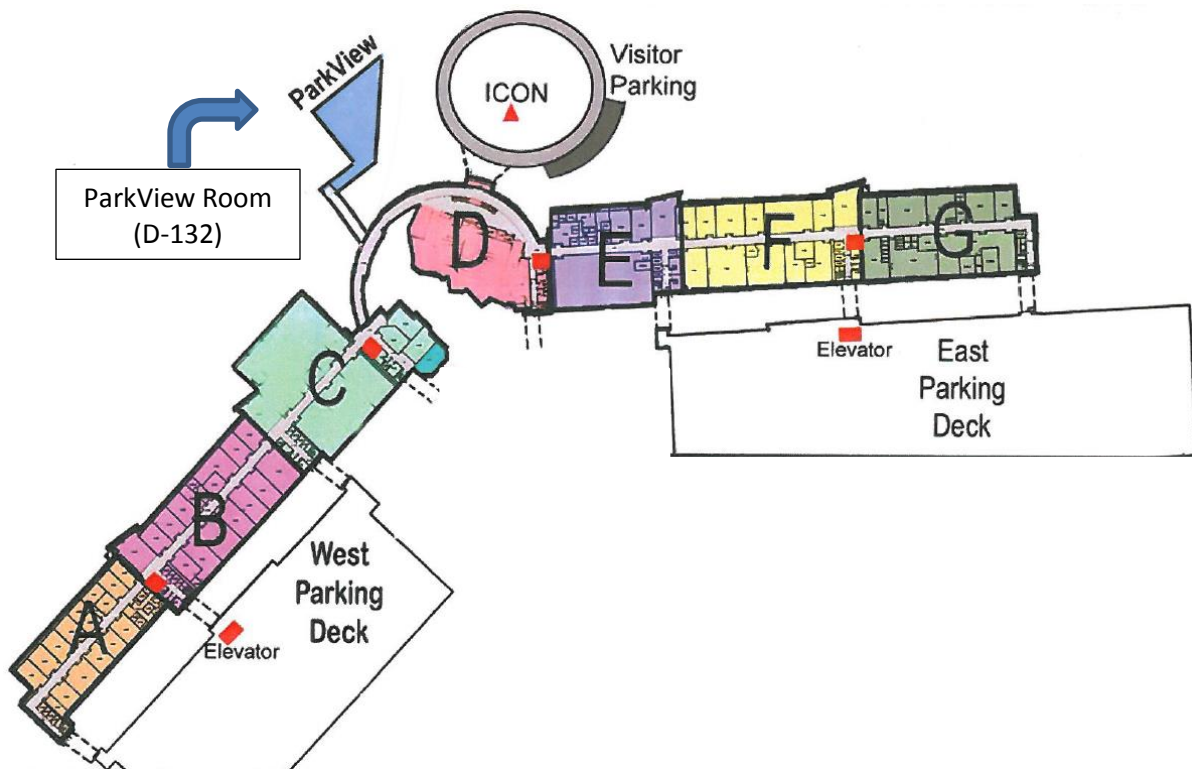 ParkView
ICON
Visitor
Parking
ParkView Room
(D-132)
D
E
F
G
Elevator
East
Parking
Deck
C
B
A
West
Parking
Deck
Elevator